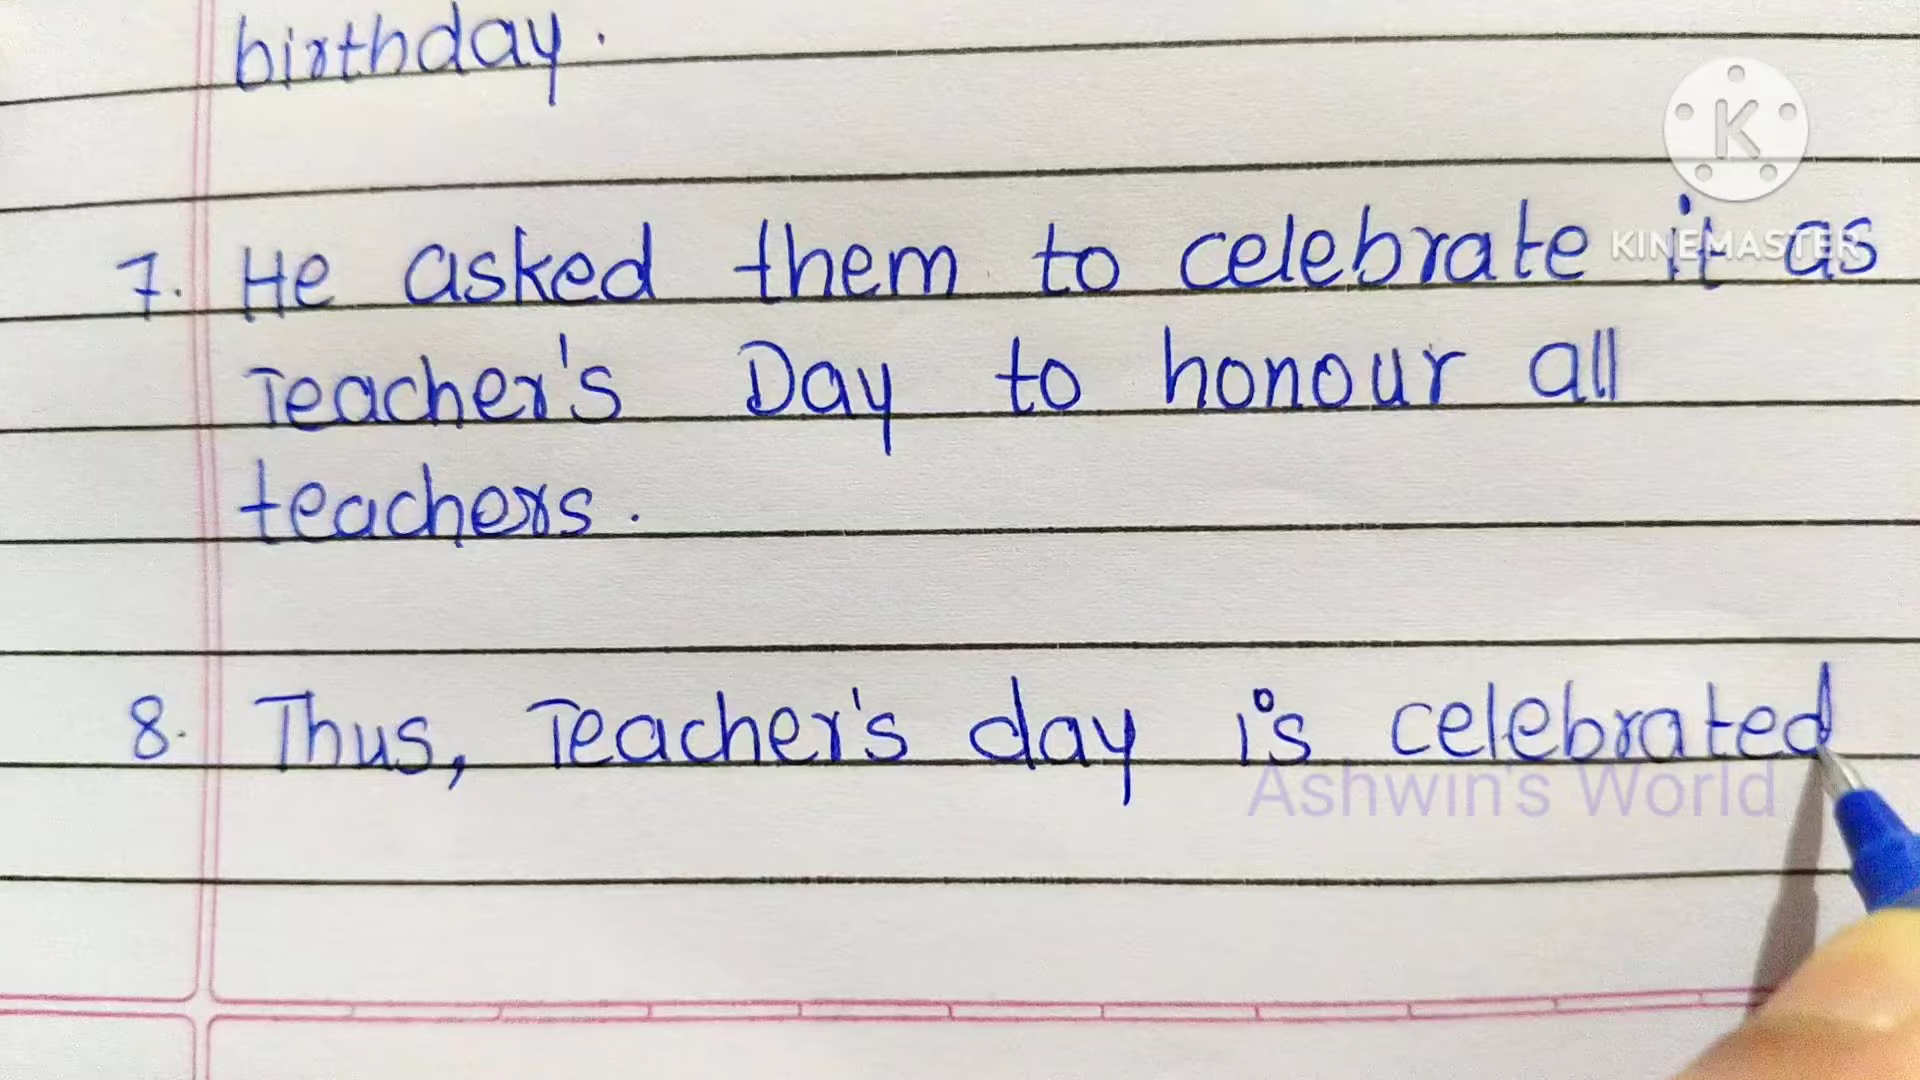 birthday.
K
KINEMASTER
7. He asked them to celebrate it as
Teacher's Day to honour all
teachers.
8. Thus, Teacher's day is celebrated
Ashwin's World